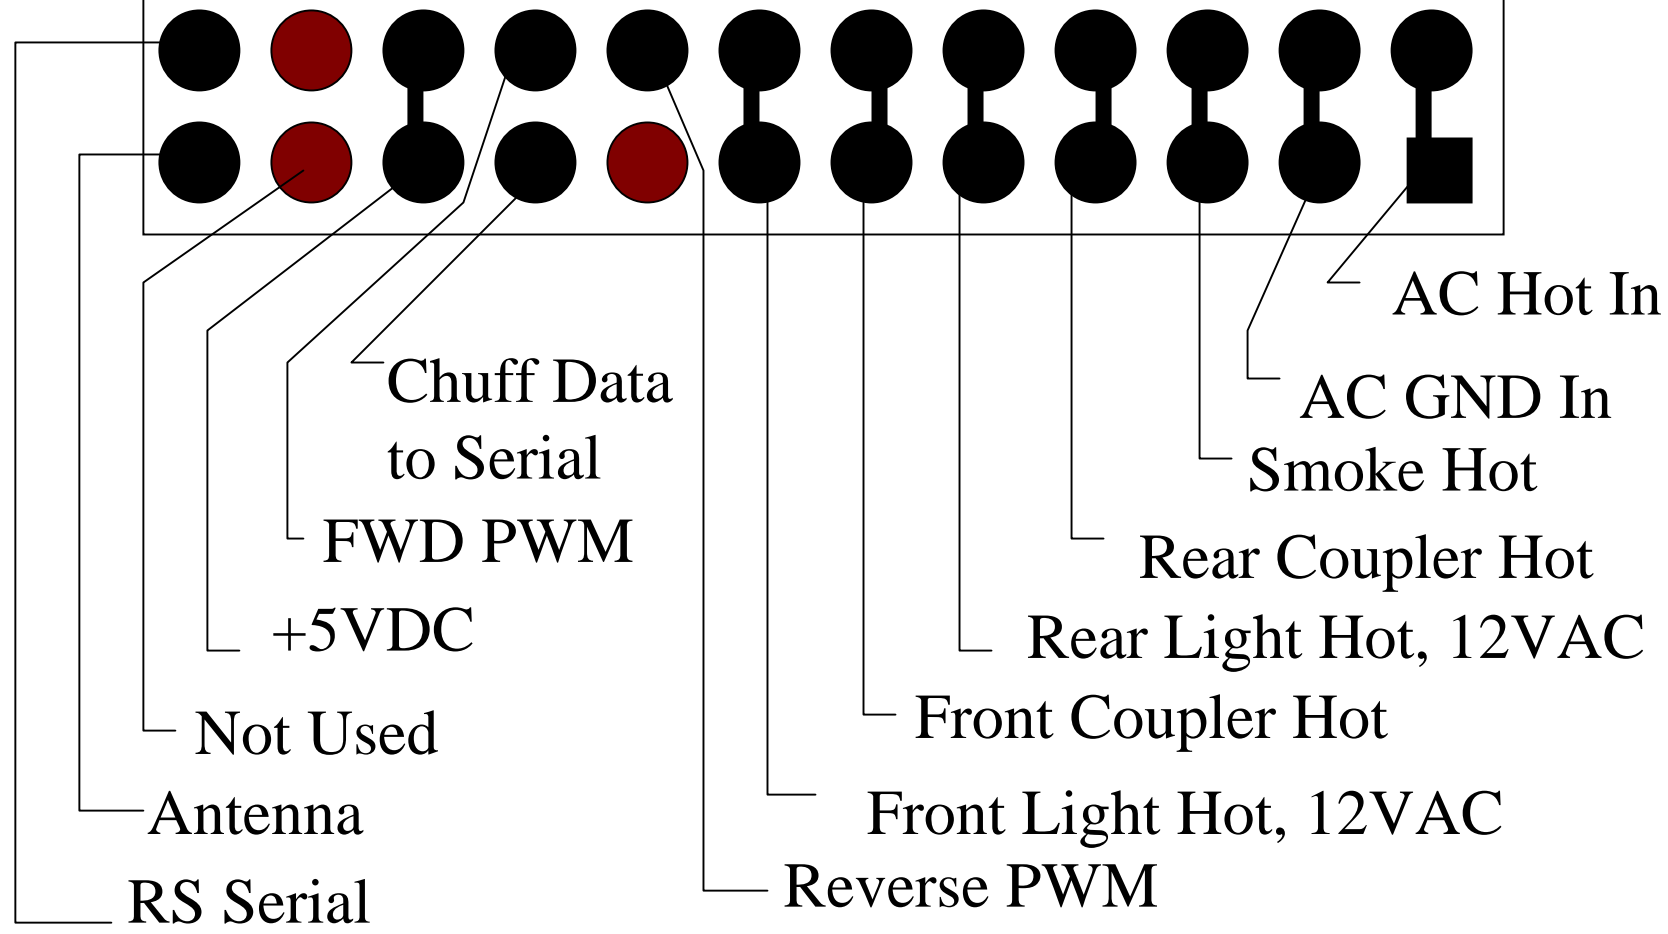 AC Hot In
Chuff Data
to Serial
AC GND In
Smoke Hot
FWD PWM
Rear Coupler Hot
+5VDC
Rear Light Hot, 12VAC
Not Used
Front Coupler Hot
Antenna
Front Light Hot, 12VAC
Reverse PWM
RS Serial